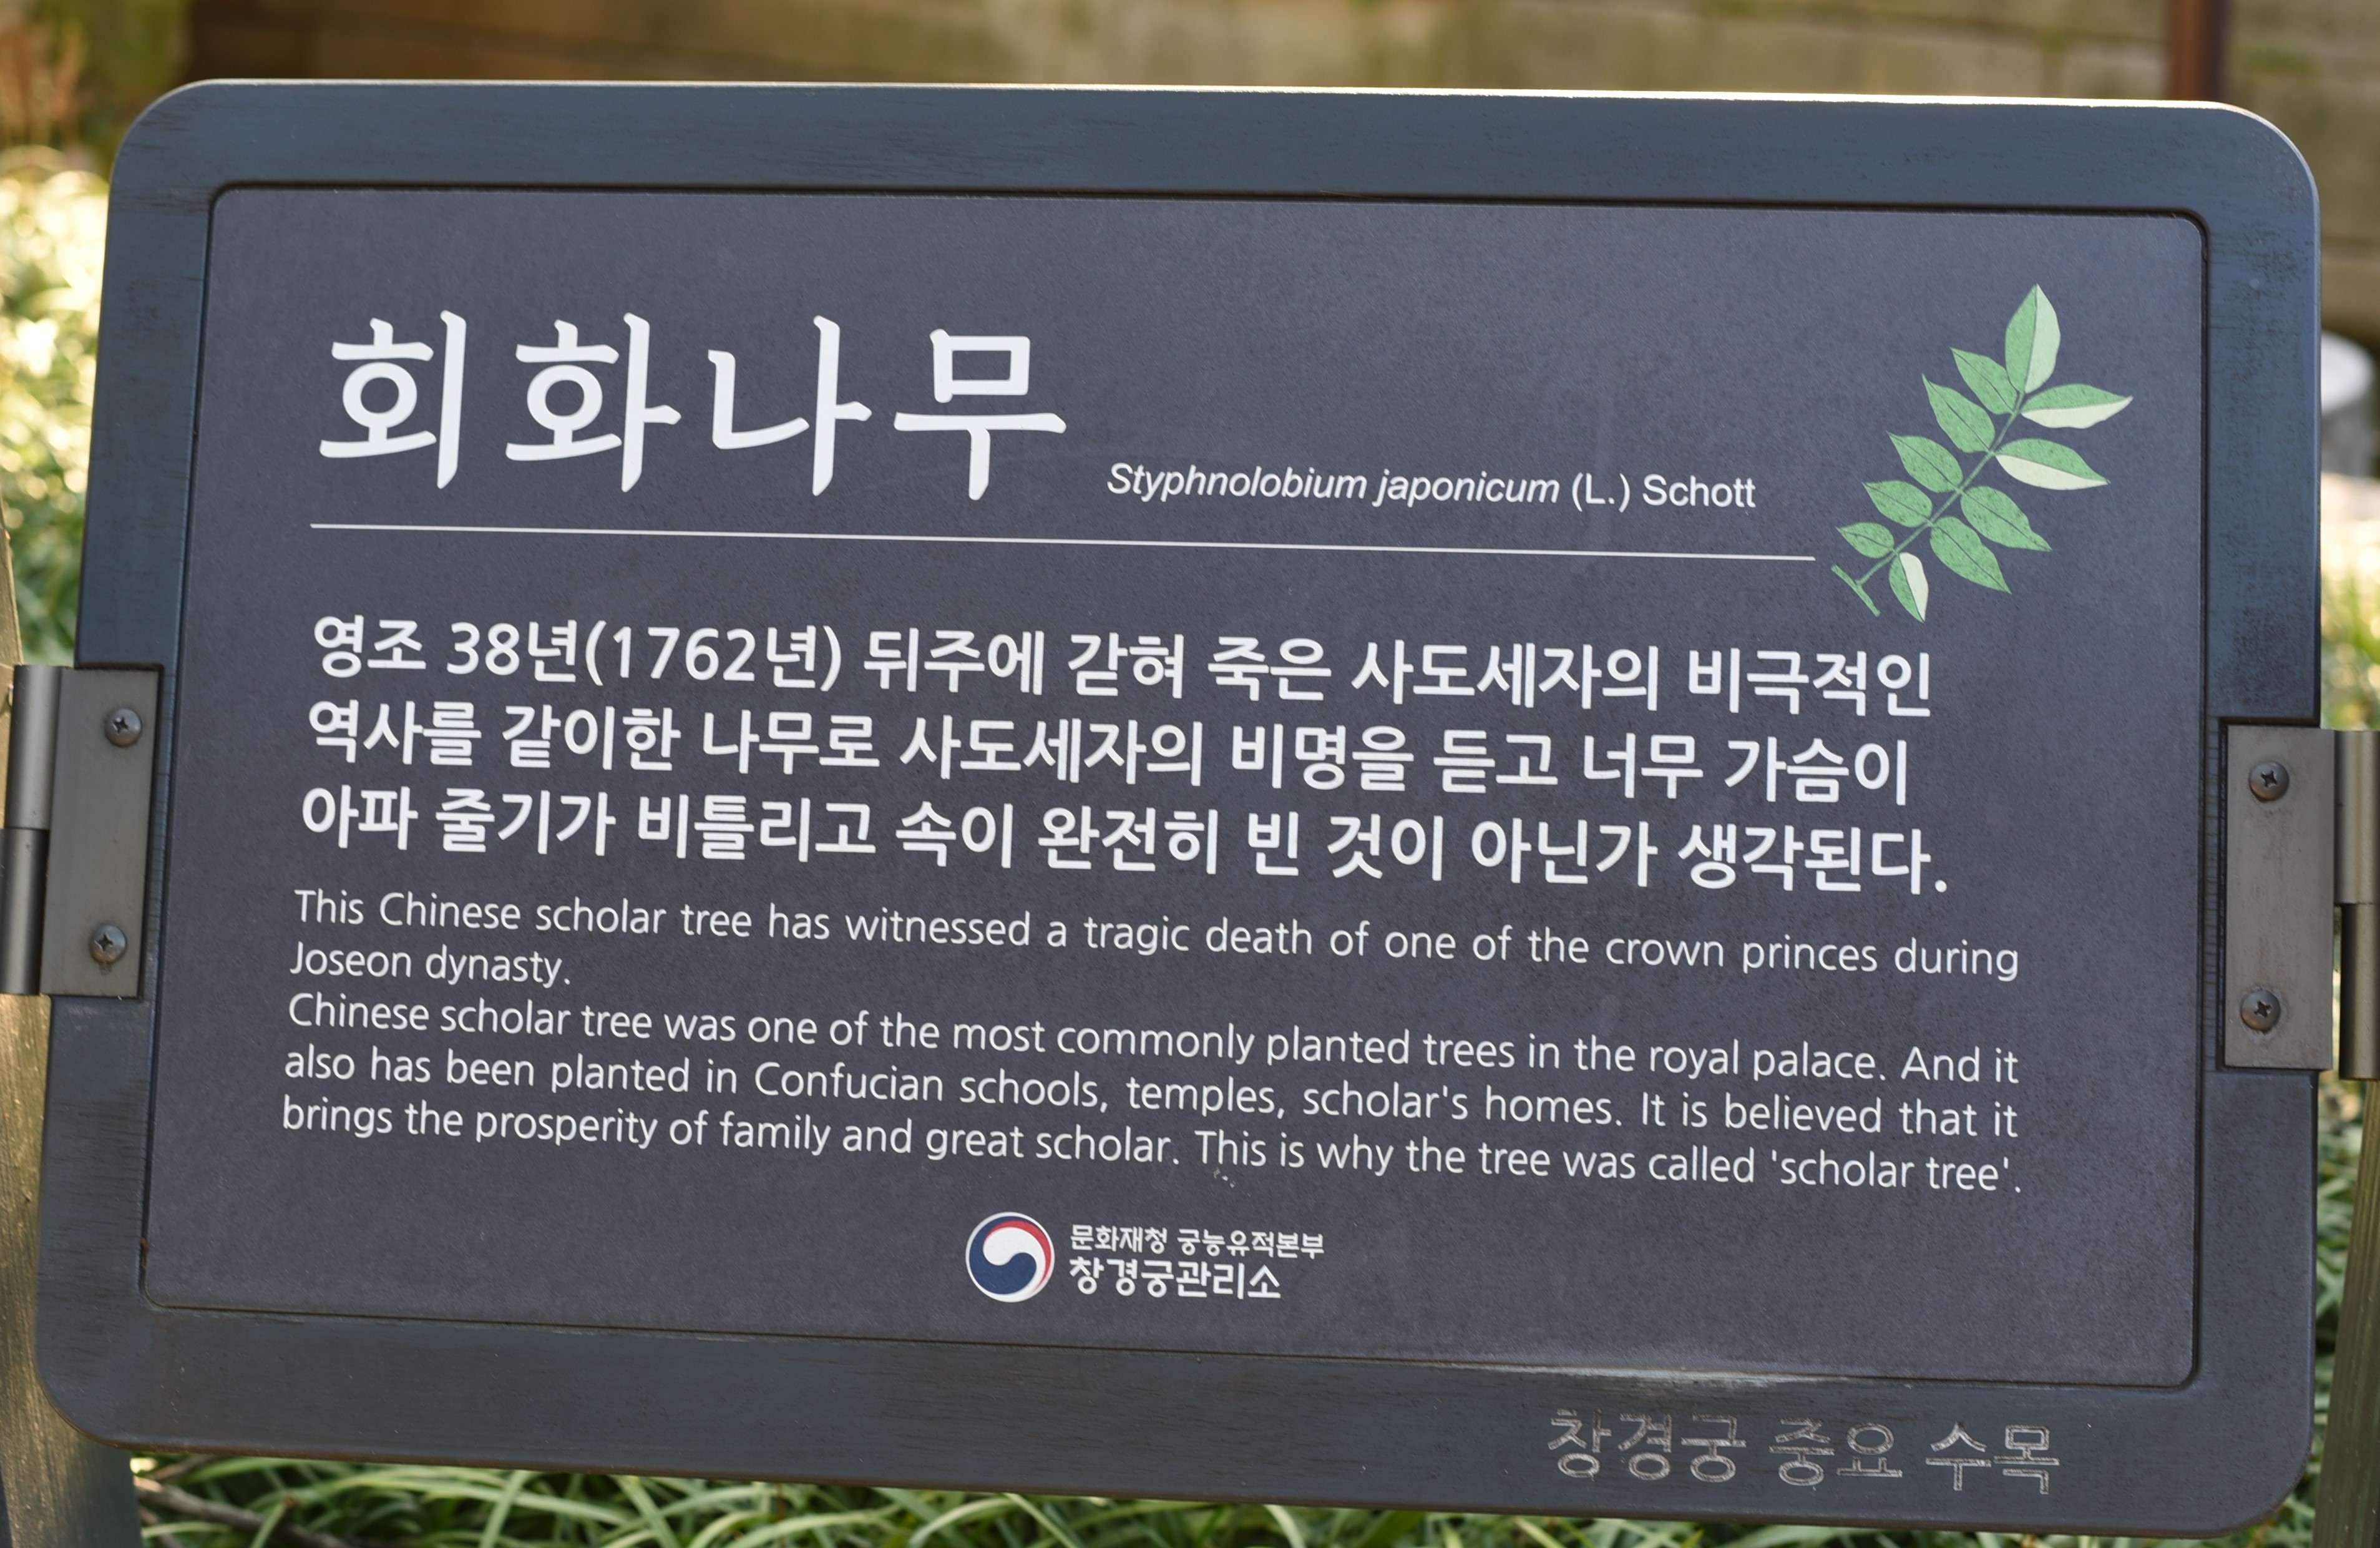 회화나무 Styphnolobium japonicum (L.) Schott
영조 38년(1762년) 뒤주에 갇혀 죽은 사도세자의 비극적인
역사를 같이한 나무로 사도세자의 비명을 듣고 너무 가슴이
아파 줄기가 비틀리고 속이 완전히 빈 것이 아닌가 생각된다.
This Chinese scholar tree has witnessed a tragic death of one of the crown princes during
Joseon dynasty.
Chinese scholar tree was one of the most commonly planted trees in the royal palace. And it
also has been planted in Confucian schools, temples, scholar's homes. It is believed that it
brings the prosperity of family and great scholar. This is why the tree was called 'scholar tree'.
문화재청 궁능유적본부
창경궁관리소
창경궁 중요 수목